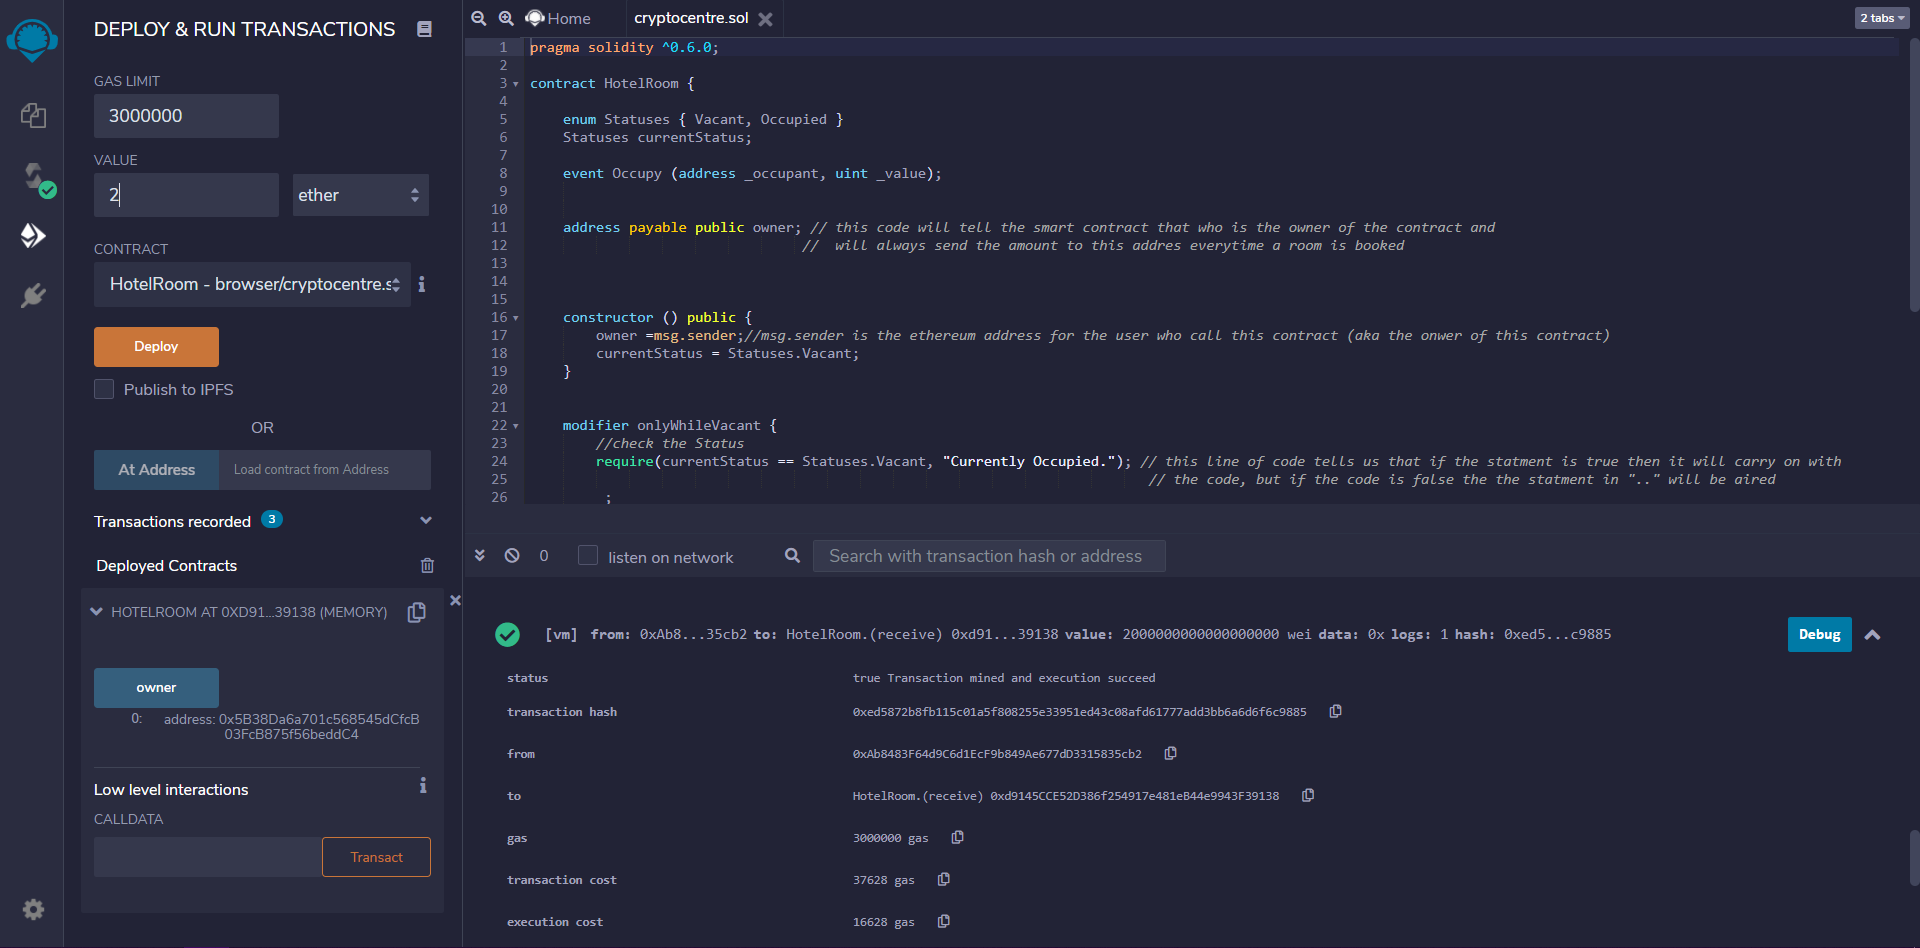 DEPLOY & RUN TRANSACTIONS
GAS LIMIT
3000000
VALUE
2
ether
CONTRACT
HotelRoom - browser/cryptocentre.s
Deploy
Publish to IPFS
OR
At Address
Load contract from Address
Transactions recorded 3
Deployed Contracts
HOTELROOM AT 0XD91...39138 (MEMORY)
owner
0: address: 0x5B38Da6a701c568545dCfcB
03FcB875f56beddC4
Low level interactions
CALLDATA
Transact
Home
cryptocentre.sol
2 tabs
1 pragma solidity ^0.6.0;
2
3 contract HotelRoom {
4
5 enum Statuses { Vacant, Occupied }
6 Statuses currentStatus;
7
8 event Occupy (address _occupant, uint _value);
9
10
11 address payable public owner; // this code will tell the smart contract that who is the owner of the contract and
12 // will always send the amount to this addres everytime a room is booked
13
14
15
16 constructor () public {
17 owner =msg.sender;//msg.sender is the ethereum address for the user who call this contract (aka the onwer of this contract)
18 currentStatus = Statuses.Vacant;
19 }
20
21
22 modifier onlyWhileVacant {
23 //check the Status
24 require(currentStatus == Statuses.Vacant, "Currently Occupied."); // this line of code tells us that if the statment is true then it will carry on with
25 // the code, but if the code is false the the statment in ".." will be aired
26 ;
0
listen on network
Search with transaction hash or address
[vm] from: 0xAb8...35cb2 to: HotelRoom.(receive) 0xd91...39138 value: 2000000000000000000 wei data: 0x logs: 1 hash: 0xed5...c9885
Debug
status true Transaction mined and execution succeed
transaction hash 0xed5872b8fb115c01a5f808255e33951ed43c08afd61777add3bb6a6d6f6c9885
from 0xAb8483F64d9C6d1EcF9b849Ae677dD3315835cb2
to HotelRoom.(receive) 0xd9145CCE52D386f254917e481eB44e9943F39138
gas 3000000 gas
transaction cost 37628 gas
execution cost 16628 gas